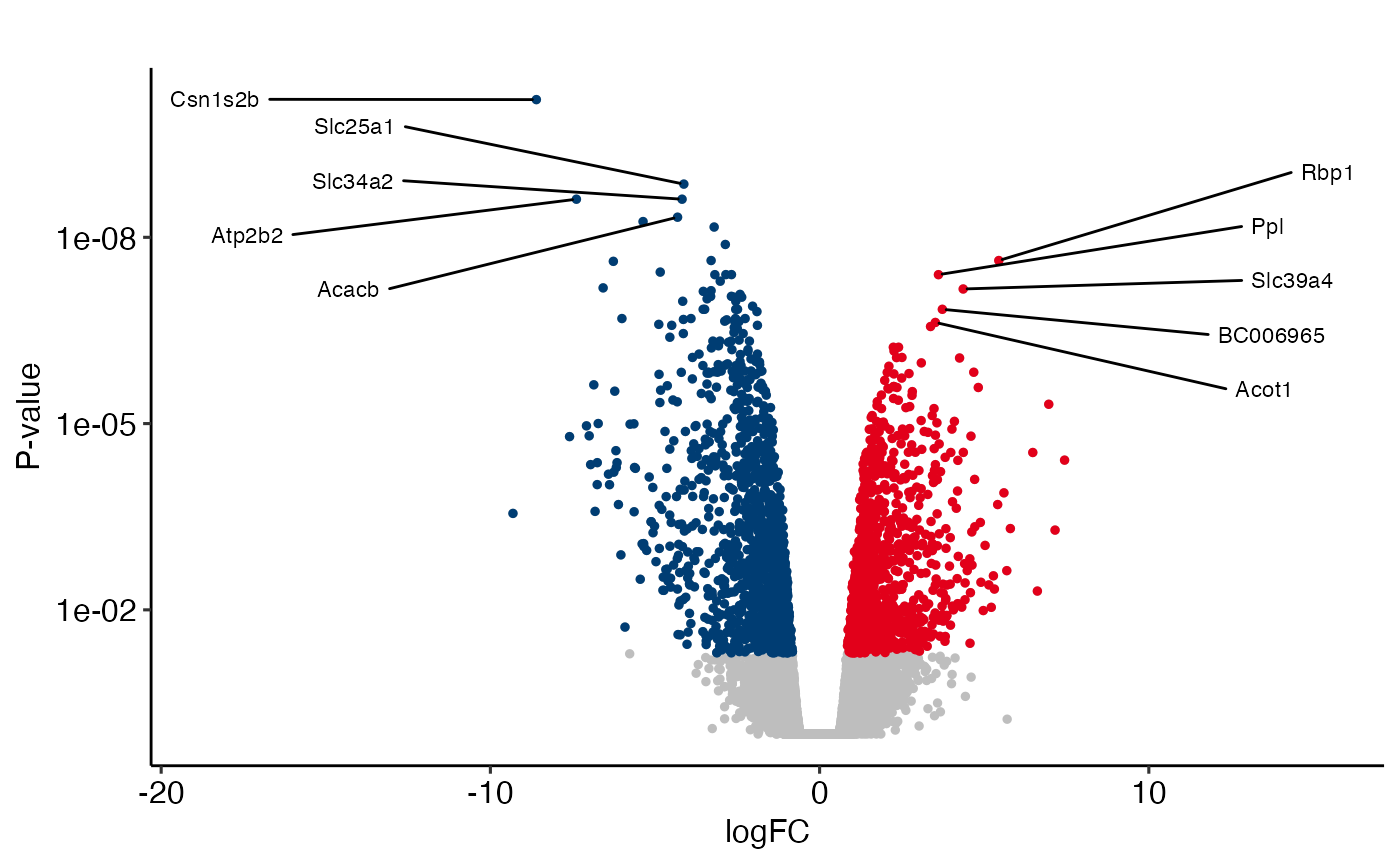 Csn1s2b
Slc25a1
Slc34a2
Atp2b2
Acacb
Rbp1
Ppl
Slc39a4
BC006965
Acot1
P-value
1e-08
1e-05
1e-02
-20
-10
0
10
logFC